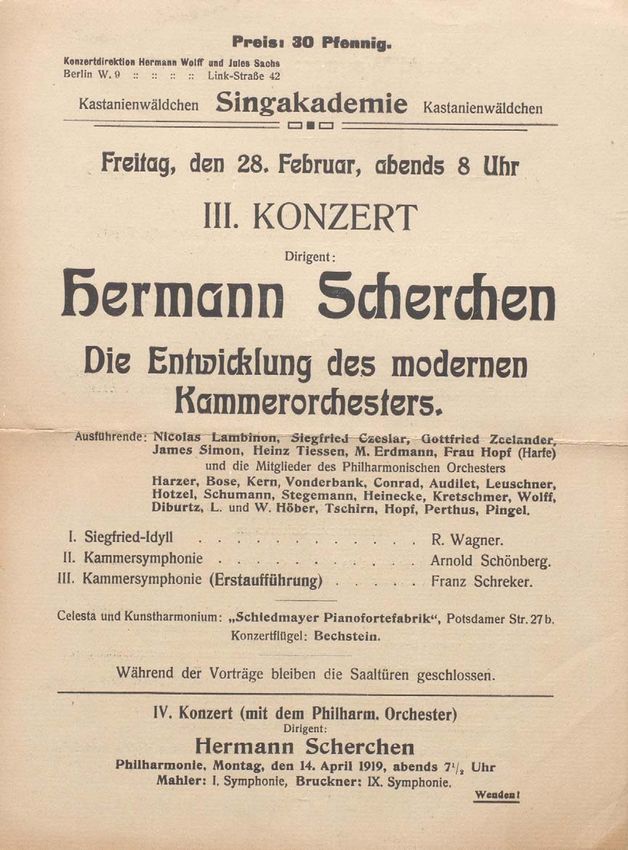 Preis: 30 Pfennig.
Konzertdirektion Hermann Wolff und Jules Sachs
Berlin W. 9 :: :: :: :: Link-Straße 42
Kastanienwäldchen Singakademie Kastanienwäldchen
Freitag, den 28. Februar, abends 8 Uhr
III. KONZERT
Dirigent:
Hermann Scherchen
Die Entwicklung des modernen
Kammerorchesters.
Ausführende: Nicolas Lambinon, Siegfried Czeslar, Gottfried Zeelander,
James Simon, Heinz Tiessen, M. Erdmann, Frau Hopf (Harfe)
und die Mitglieder des Philharmonischen Orchesters
Harzer, Bose, Kern, Vonderbank, Conrad, Audilet, Leuschner,
Hotzel, Schumann, Stegemann, Heinecke, Kretschmer, Wolff,
Diburtz, L. und W. Höber, Tschirn, Hopf, Perthus, Pingel.
I. Siegfried-Idyll . . . . . . . . . . . R. Wagner.
II. Kammersymphonie . . . . . . . . . . Arnold Schönberg.
III. Kammersymphonie (Erstaufführung) . . . . . Franz Schreker.
Celesta und Kunstharmonium: „Schiedmayer Pianofortefabrik“, Potsdamer Str. 27b.
Konzertflügel: Bechstein.
Während der Vorträge bleiben die Saaltüren geschlossen.
IV. Konzert (mit dem Philharm. Orchester)
Dirigent:
Hermann Scherchen
Philharmonie, Montag, den 14. April 1919, abends 7½ Uhr
Mahler: I. Symphonie, Bruckner: IX. Symphonie.
Wenden!